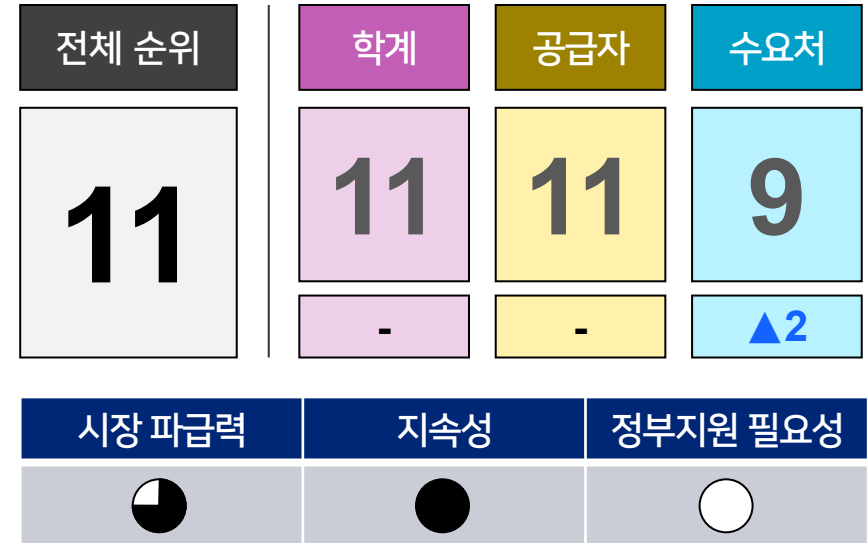 전체 순위 학계 공급자 수요처
11 11 11 9
- - ▲2
시장 파급력 지속성 정부지원 필요성